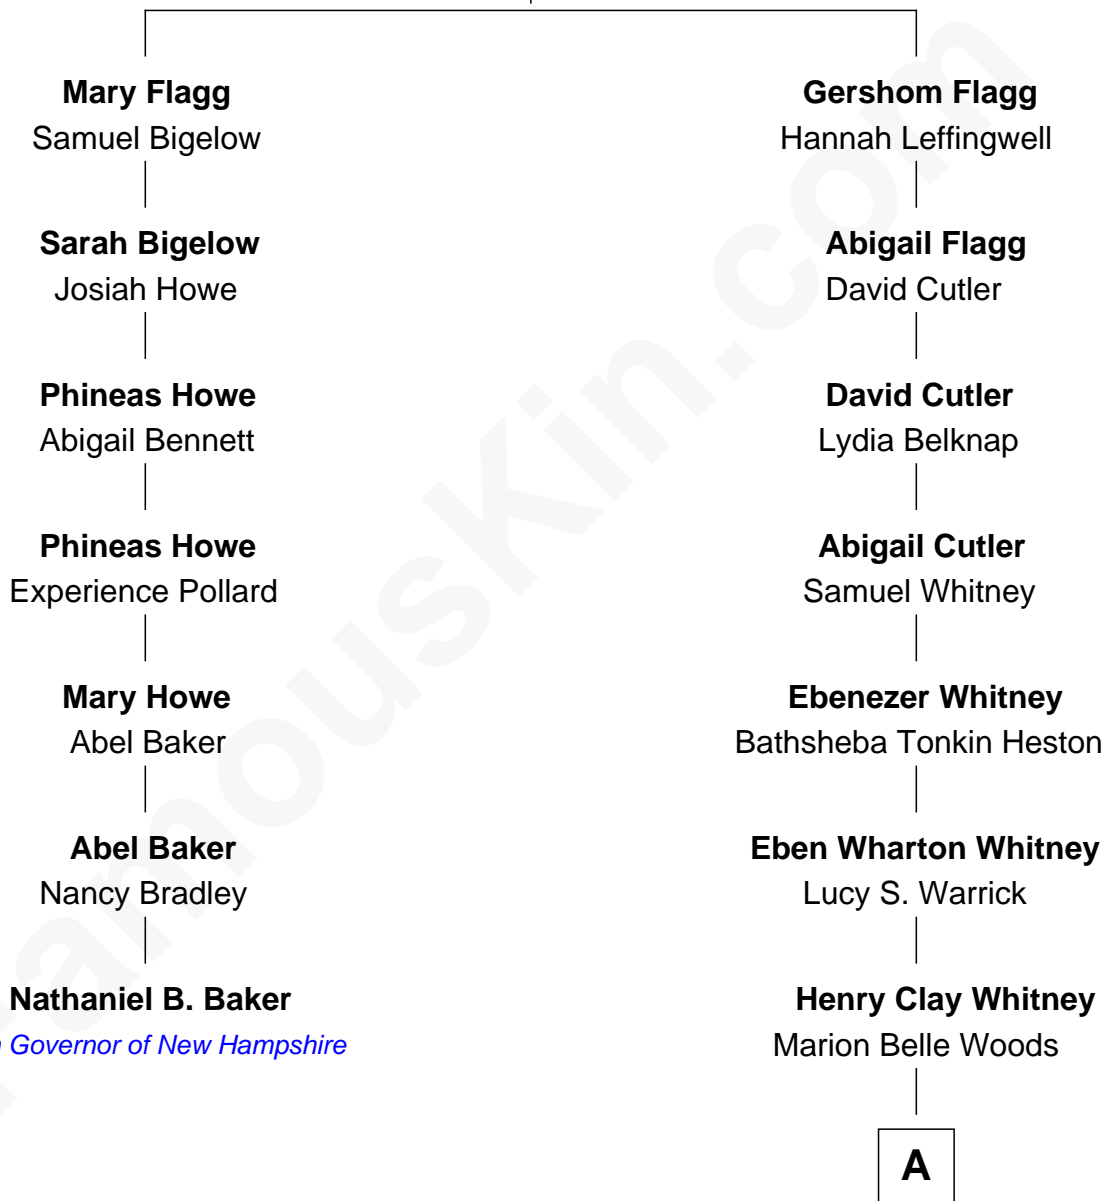 Mary Flagg
Samuel Bigelow
Sarah Bigelow
Josiah Howe
Phineas Howe
Abigail Bennett
Phineas Howe
Experience Pollard
Mary Howe
Abel Baker
Abel Baker
Nancy Bradley
Nathaniel B. Baker
Governor of New Hampshire
Gershom Flagg
Hannah Leffingwell
Abigail Flagg
David Cutler
David Cutler
Lydia Belknap
Abigail Cutler
Samuel Whitney
Ebenezer Whitney
Bathsheba Tonkin Heston
Eben Wharton Whitney
Lucy S. Warrick
Henry Clay Whitney
Marion Belle Woods
A
FamousKin.com